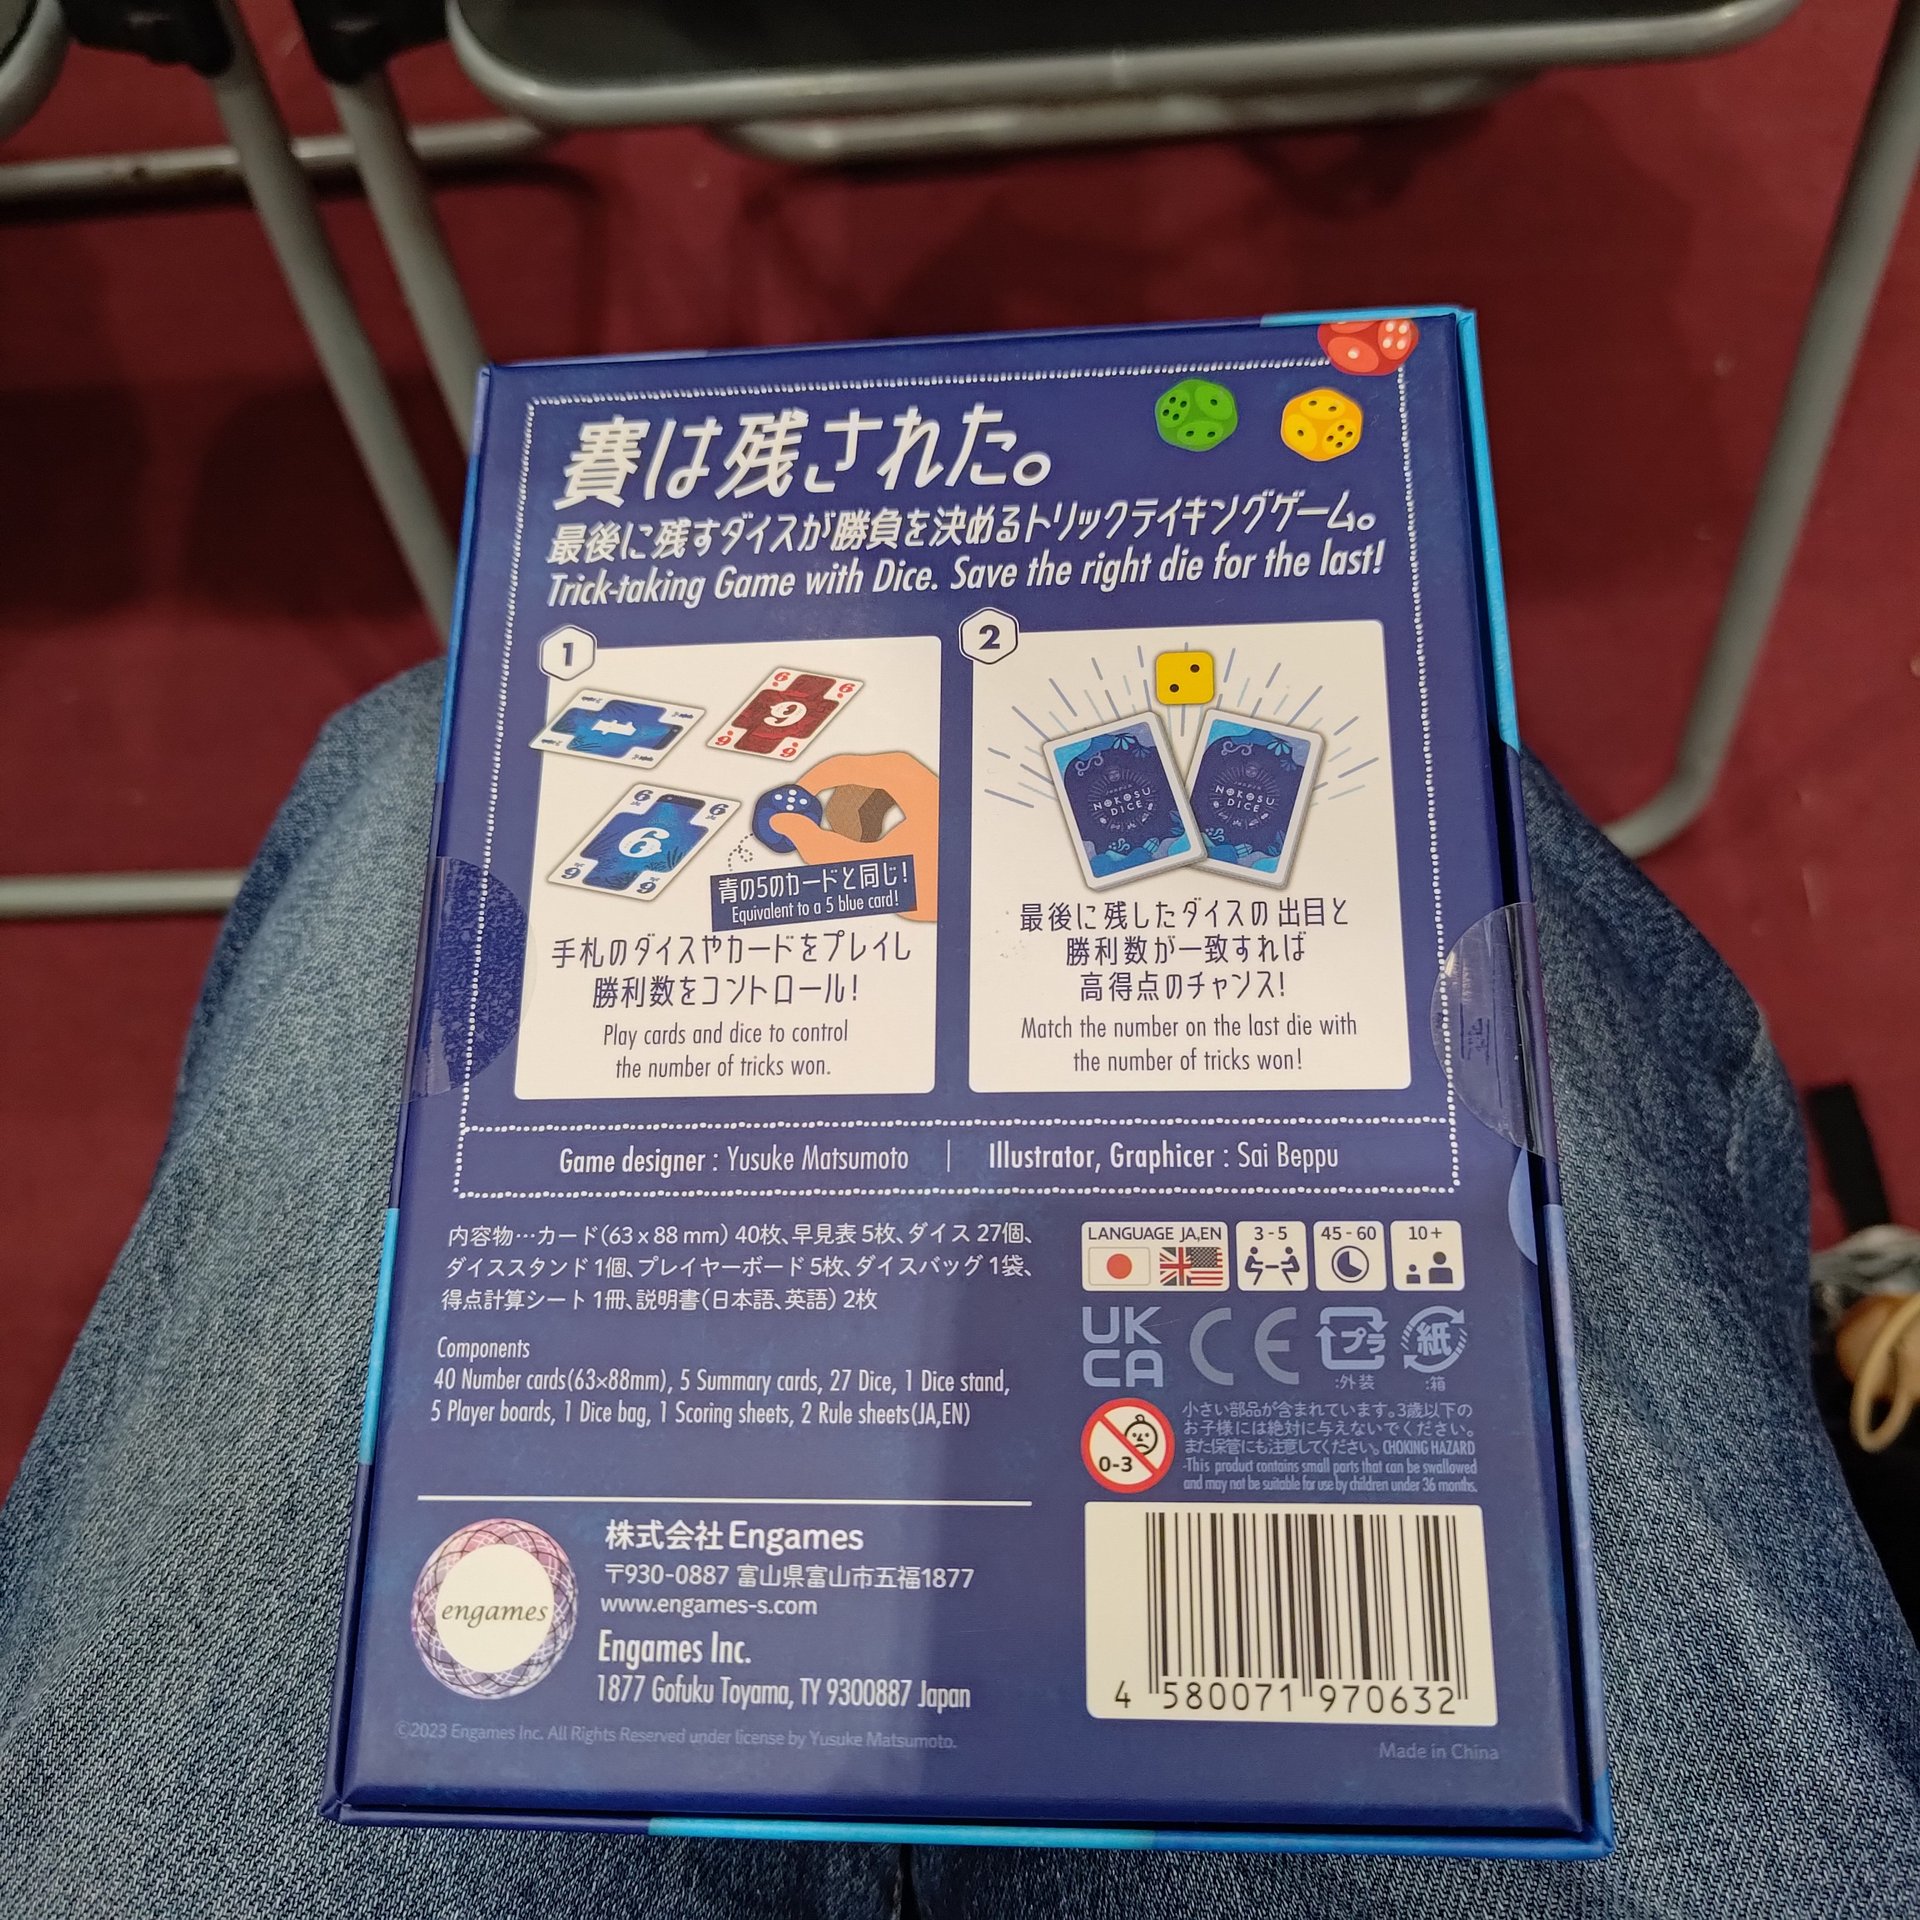 賽は残された。
最後に残すダイスが勝負を決めるトリックテイキングゲーム。
Trick-taking Game with Dice. Save the right die for the last!
1
9
6
6
6
6
青の5のカードと同じ!
Equivalent to a 5 blue card!
手札のダイスやカードをプレイし
勝利数をコントロール!
Play cards and dice to control
the number of tricks won.
2
NOKOSU
DICE
NOKOSU
DICE
最後に残したダイスの出目と
勝利数が一致すれば
高得点のチャンス!
Match the number on the last die with
the number of tricks won!
Game designer : Yusuke Matsumoto | Illustrator, Graphicer : Sai Beppu
内容物…カード(63 x 88 mm) 40枚、早見表 5枚、ダイス 27個、
ダイススタンド 1個、プレイヤーボード 5枚、ダイスバッグ 1袋、
得点計算シート 1冊、説明書(日本語、英語) 2枚
Components
40 Number cards(63×88mm), 5 Summary cards, 27 Dice, 1 Dice stand,
5 Player boards, 1 Dice bag, 1 Scoring sheets, 2 Rule sheets(JA,EN)
LANGUAGE JA,EN
3 - 5
45 - 60
10 +
UK
CA
CE
プラ
:外装
紙
:箱
0-3
小さい部品が含まれています。3歳以下の
お子様には絶対に与えないでください。
また保管にも注意してください。CHOKING HAZARD
-This product contains small parts that can be swallowed
and may not be suitable for use by children under 36 months.
engames
株式会社Engames
〒930-0887 富山県富山市五福1877
www.engames-s.com
Engames Inc.
1877 Gofuku Toyama, TY 9300887 Japan
©2023 Engames Inc. All Rights Reserved under license by Yusuke Matsumoto.
4 580071 970632
Made in China